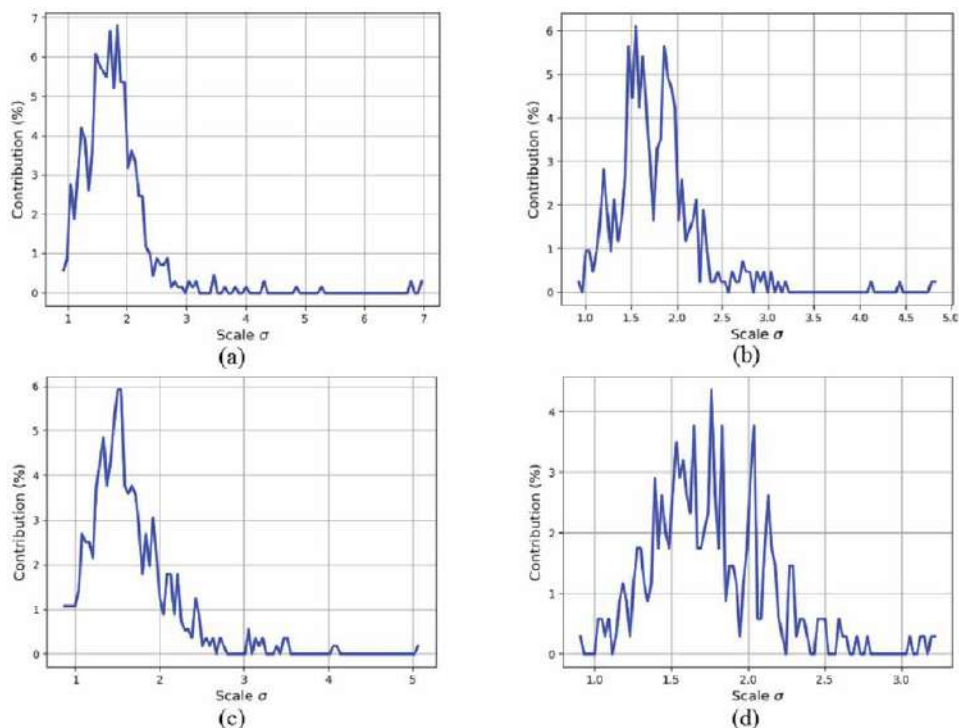 7
6
5
4
3
2
1
0
Contribution (%)
1 2 3 4 5 6 7
Scale σ
(a)
6
5
4
3
2
1
0
Contribution (%)
1.0 1.5 2.0 2.5 3.0 3.5 4.0 4.5 5.0
Scale σ
(b)
6
5
4
3
2
1
0
Contribution (%)
1 2 3 4 5
Scale σ
(c)
4
3
2
1
0
Contribution (%)
1.0 1.5 2.0 2.5 3.0
Scale σ
(d)